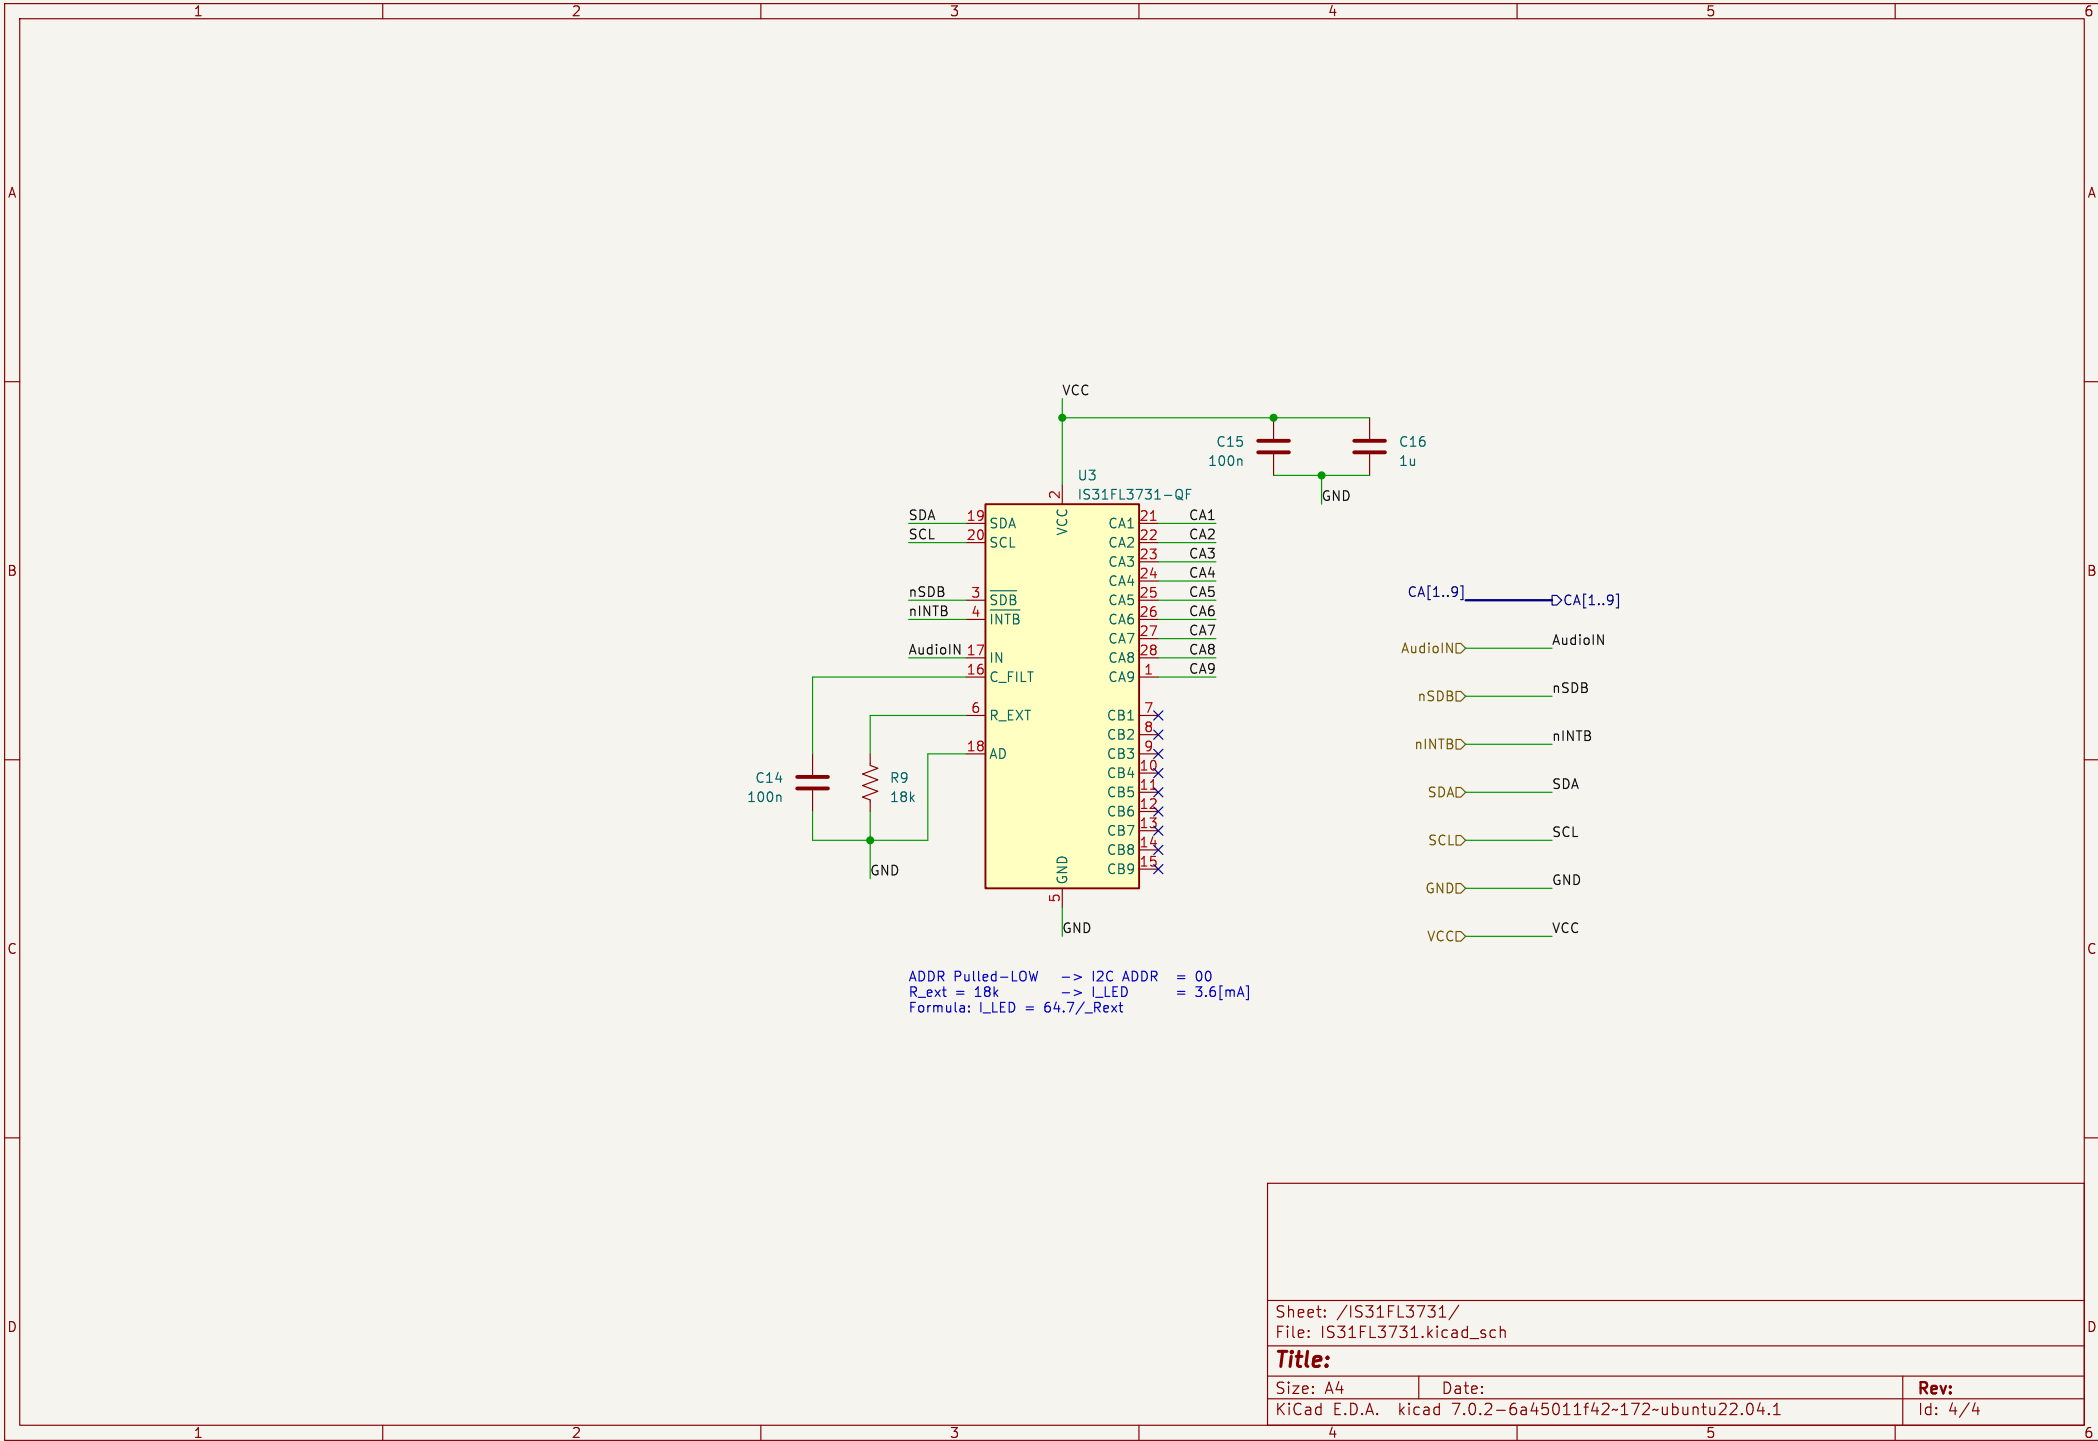 1 2 3 4 5 6
A A
VCC
C15 C16
100n 1u
U3
IS31FL3731-QF
GND
2
VCC
SDA 19 SDA CA1 21 CA1
SCL 20 SCL CA2 22 CA2
CA3 23 CA3
CA4 24 CA4
nSDB 3 SDB CA5 25 CA5
nINTB 4 INTB CA6 26 CA6
CA7 27 CA7
AudioIN 17 IN CA8 28 CA8
16 C_FILT CA9 1 CA9
6 R_EXT CB1 7
CB2 8
18 AD CB3 9
CB4 10
CB5 11
CB6 12
CB7 13
CB8 14
CB9 15
C14 R9
100n 18k
GND
GND
5
GND
B B
CA[1..9] CA[1..9]
AudioIN AudioIN
nSDB nSDB
nINTB nINTB
SDA SDA
SCL SCL
GND GND
VCC VCC
C C
ADDR Pulled-LOW -> I2C ADDR = 00
R_ext = 18k -> I_LED = 3.6[mA]
Formula: I_LED = 64.7/_Rext
D D
Sheet: /IS31FL3731/
File: IS31FL3731.kicad_sch
Title:
Size: A4 Date: Rev:
KiCad E.D.A. kicad 7.0.2-6a45011f42~172~ubuntu22.04.1 Id: 4/4
1 2 3 4 5 6